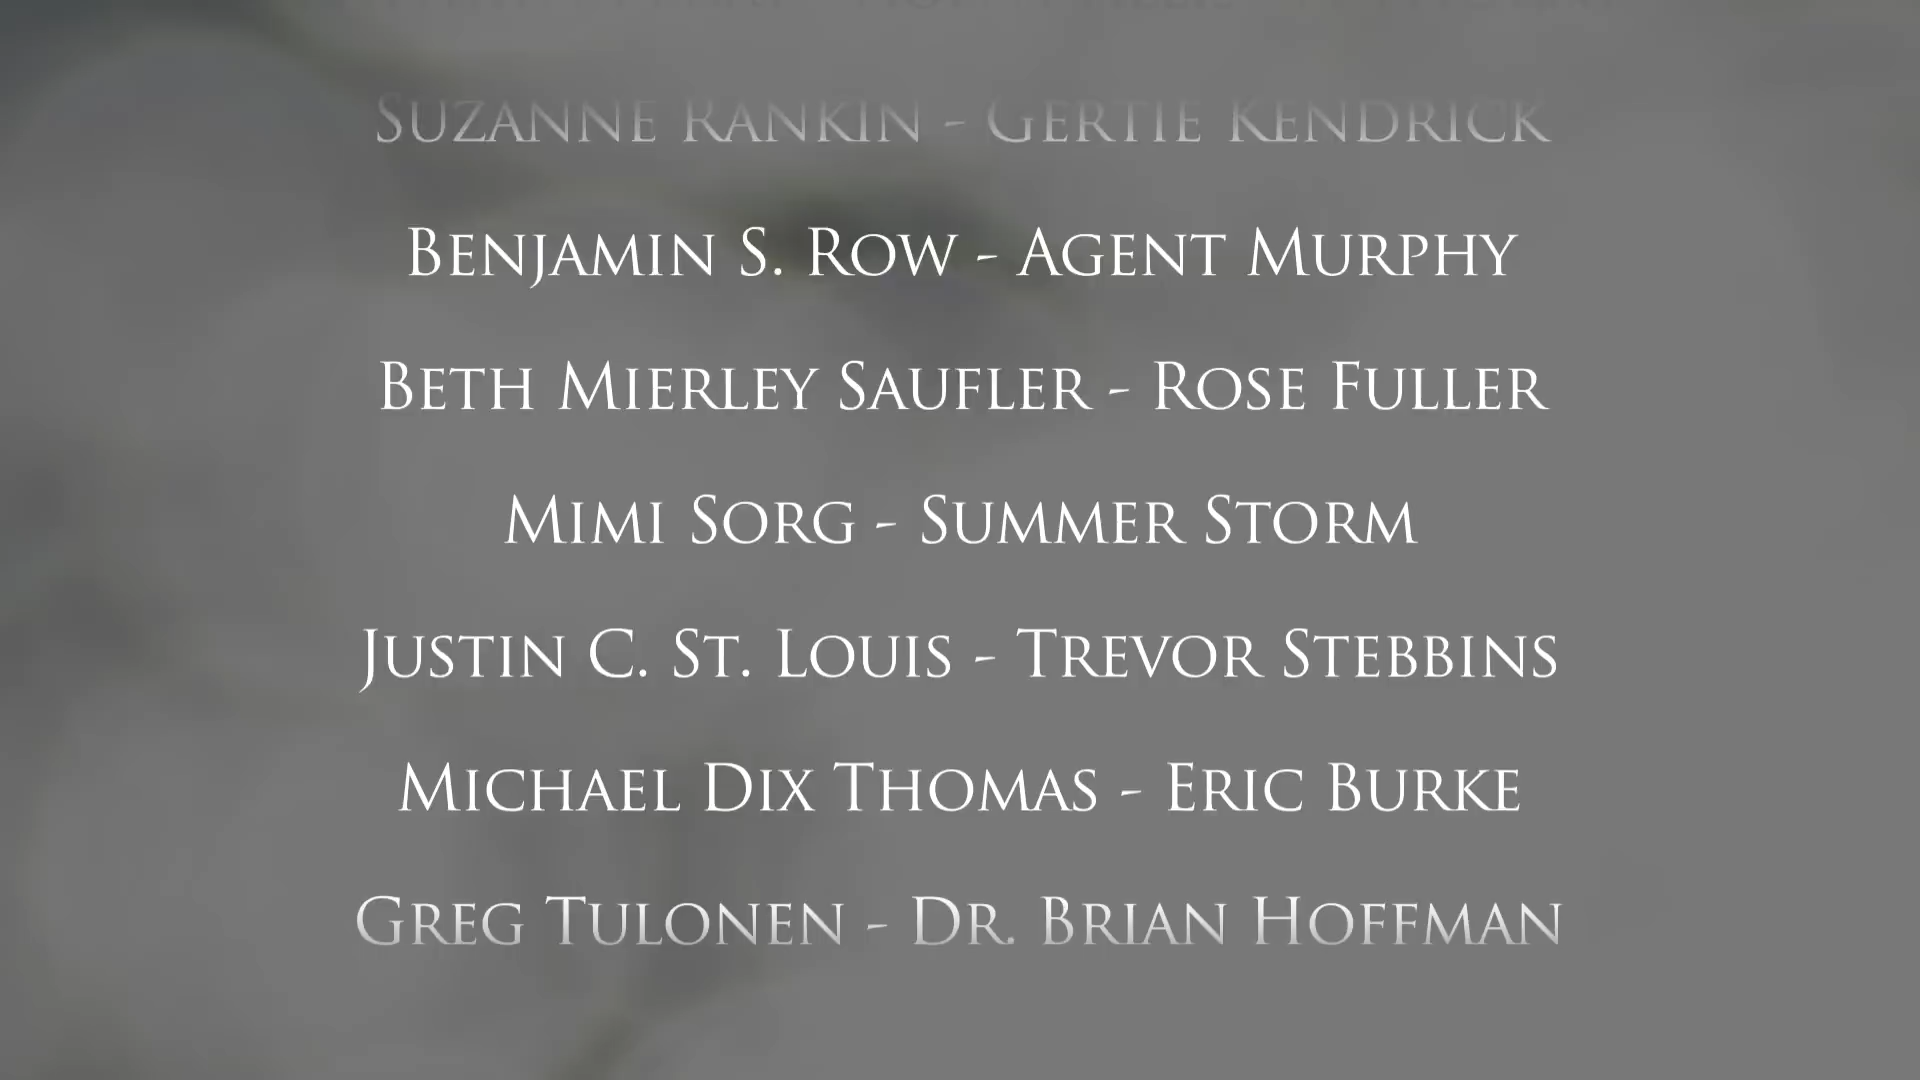 Suzanne Rankin - Gertie Kendrick
Benjamin S. Row - Agent Murphy
Beth Mierley Saufler - Rose Fuller
Mimi Sorg - Summer Storm
Justin C. St. Louis - Trevor Stebbins
Michael Dix Thomas - Eric Burke
Greg Tulonen - Dr. Brian Hoffman